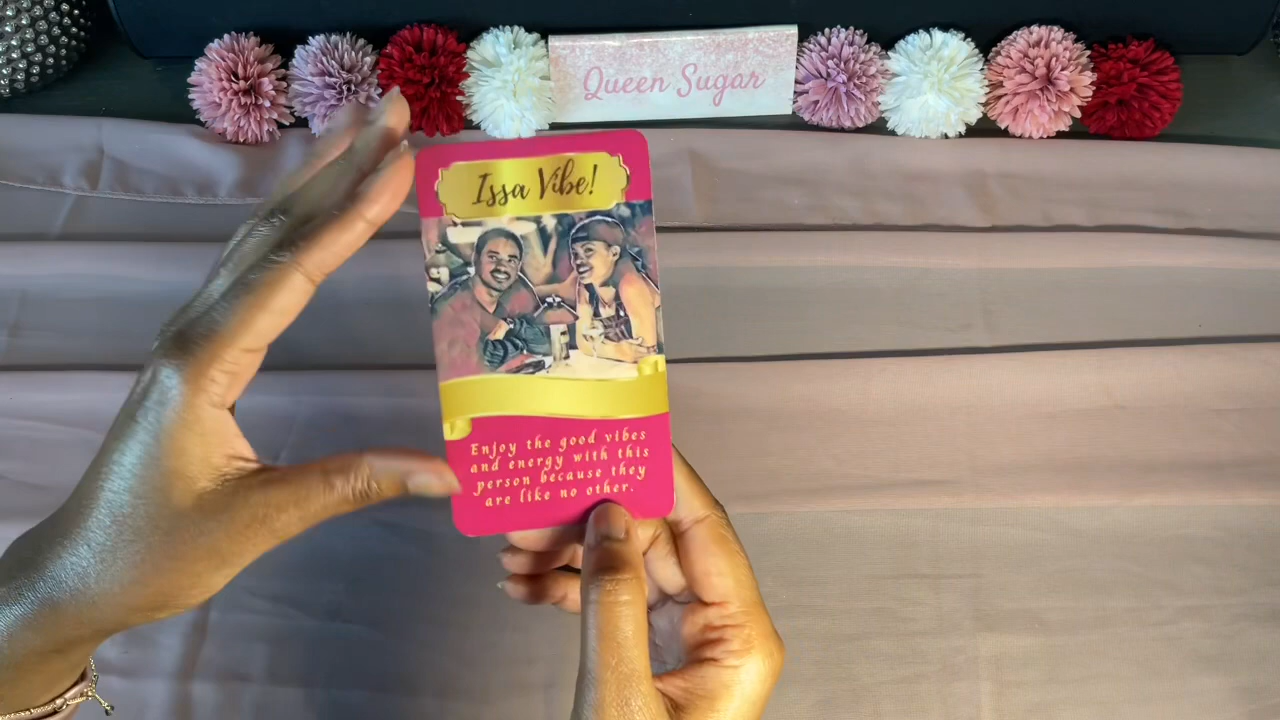 Queen Sugar
Issa Vibe!
Enjoy the good vibes
and energy with this
person because they
are like no other.